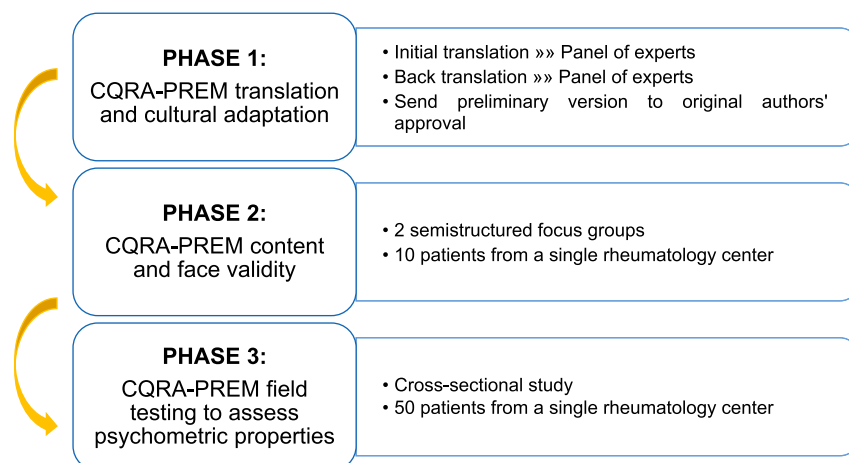 PHASE 1:
CQRA-PREM translation
and cultural adaptation
• Initial translation »» Panel of experts
• Back translation »» Panel of experts
• Send preliminary version to original authors'
approval
PHASE 2:
CQRA-PREM content
and face validity
• 2 semistructured focus groups
• 10 patients from a single rheumatology center
PHASE 3:
CQRA-PREM field
testing to assess
psychometric properties
• Cross-sectional study
• 50 patients from a single rheumatology center